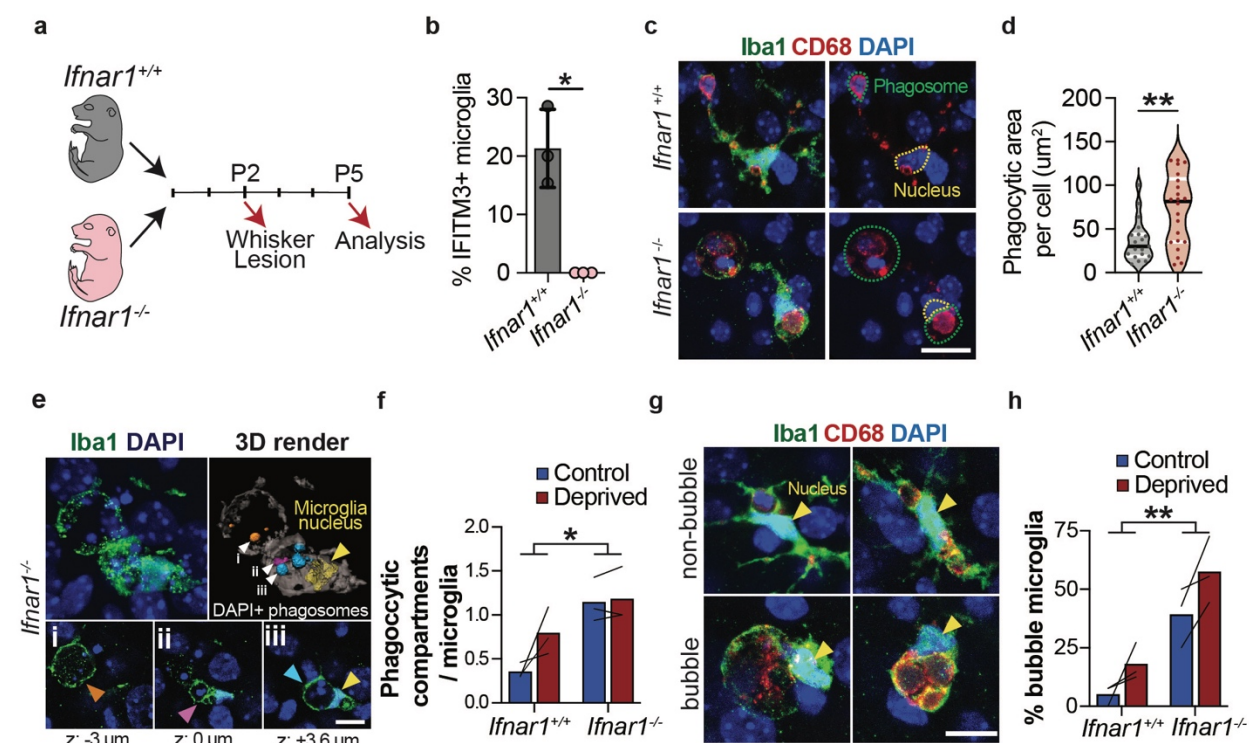 a
Ifnar1+/+
Ifnar1-/-
P2
P5
Whisker
Lesion
Analysis
b
% IFITM3+ microglia
30
20
10
0
*
Ifnar1+/+
Ifnar1-/-
c
Iba1 CD68 DAPI
Ifnar1+/+
Ifnar1-/-
Phagosome
Nucleus
d
Phagocytic area
per cell (um²)
200
150
100
50
0
**
Ifnar1+/+
Ifnar1-/-
e
Iba1 DAPI
3D render
Ifnar1-/-
Microglia
nucleus
i
ii
iii
DAPI+ phagosomes
i
ii
iii
z: -3 um
z: 0 um
z: +3.6 um
f
Control
Deprived
Phagocytic
compartments
/ microglia
2.0
1.5
1.0
0.5
0.0
*
Ifnar1+/+
Ifnar1-/-
g
Iba1 CD68 DAPI
non-bubble
bubble
Nucleus
h
Control
Deprived
% bubble microglia
75
50
25
0
**
Ifnar1+/+
Ifnar1-/-